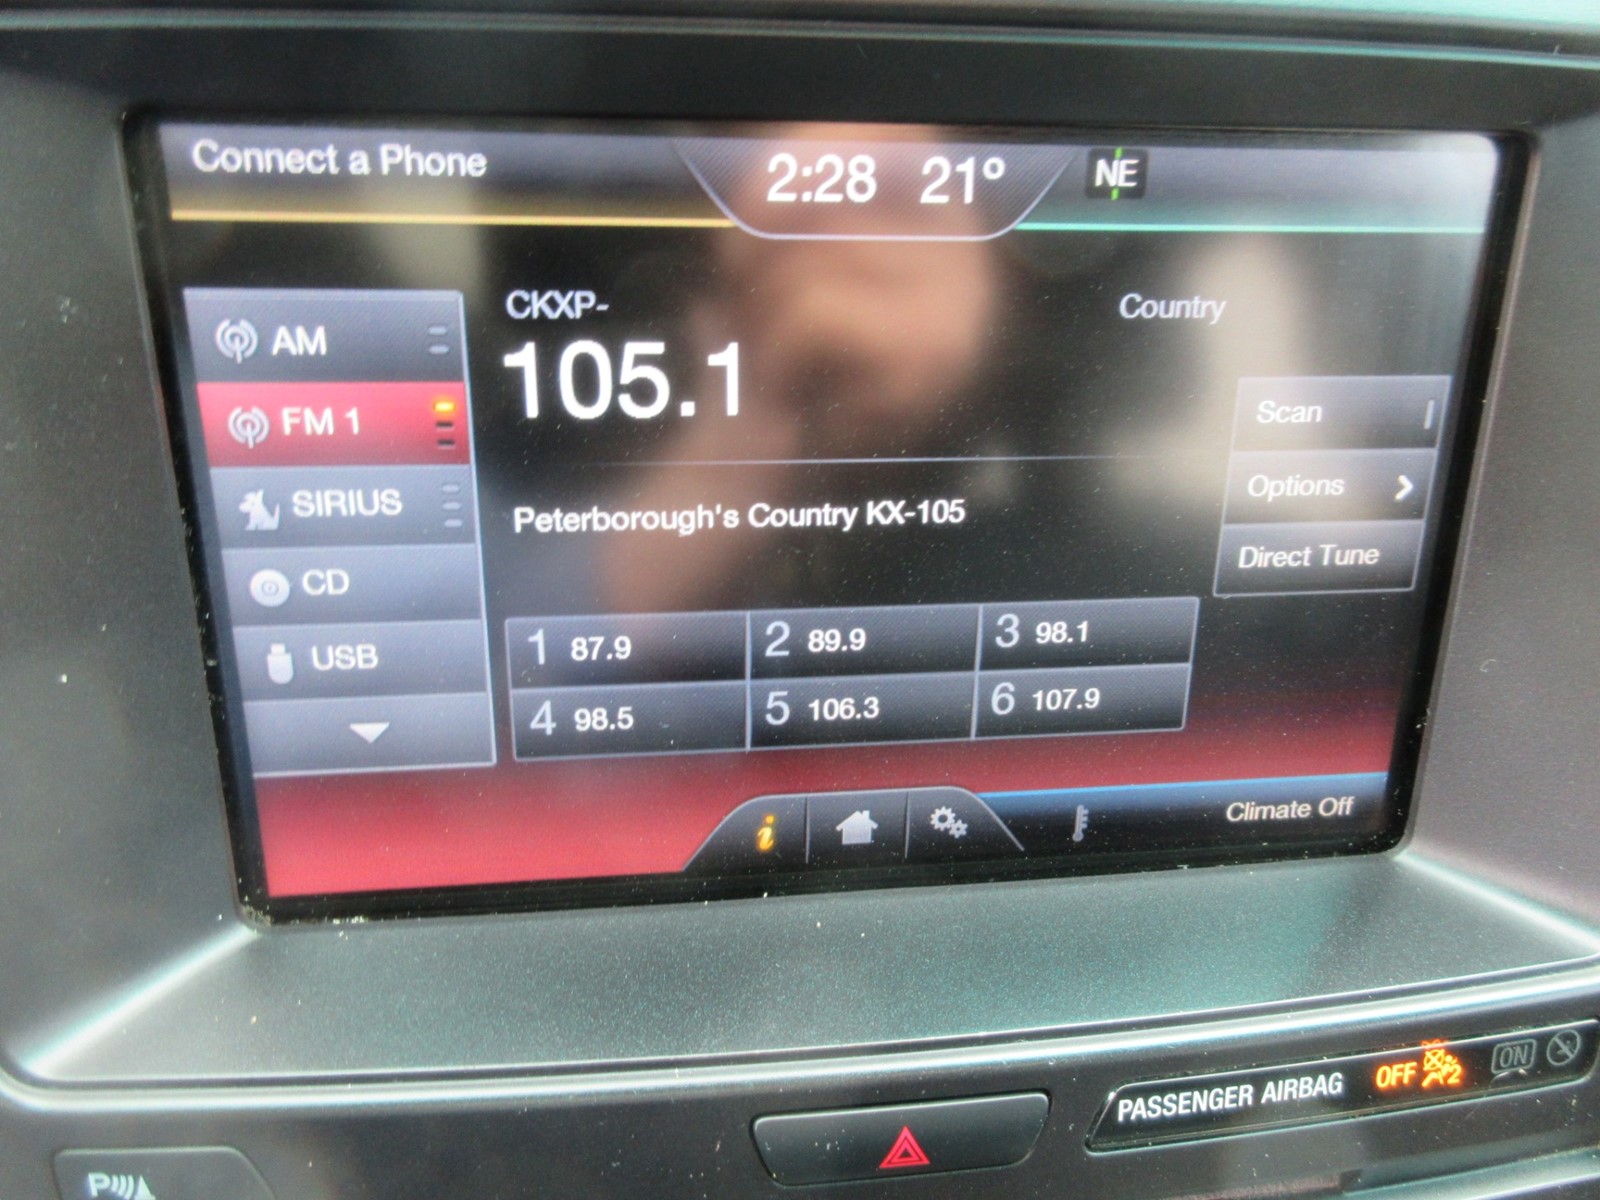 Connect a Phone
2:28 21° NE
AM
FM 1
SIRIUS
CD
USB
CKXP-
Country
105.1
Peterborough's Country KX-105
Scan
Options
Direct Tune
1 87.9
2 89.9
3 98.1
4 98.5
5 106.3
6 107.9
i
Climate Off
PASSENGER AIRBAG OFF 2 ON
P